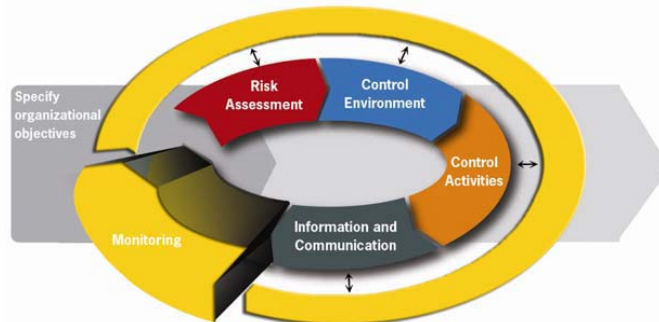 Specify
organizational
objectives
Risk
Assessment
Control
Environment
Control
Activities
Information and
Communication
Monitoring